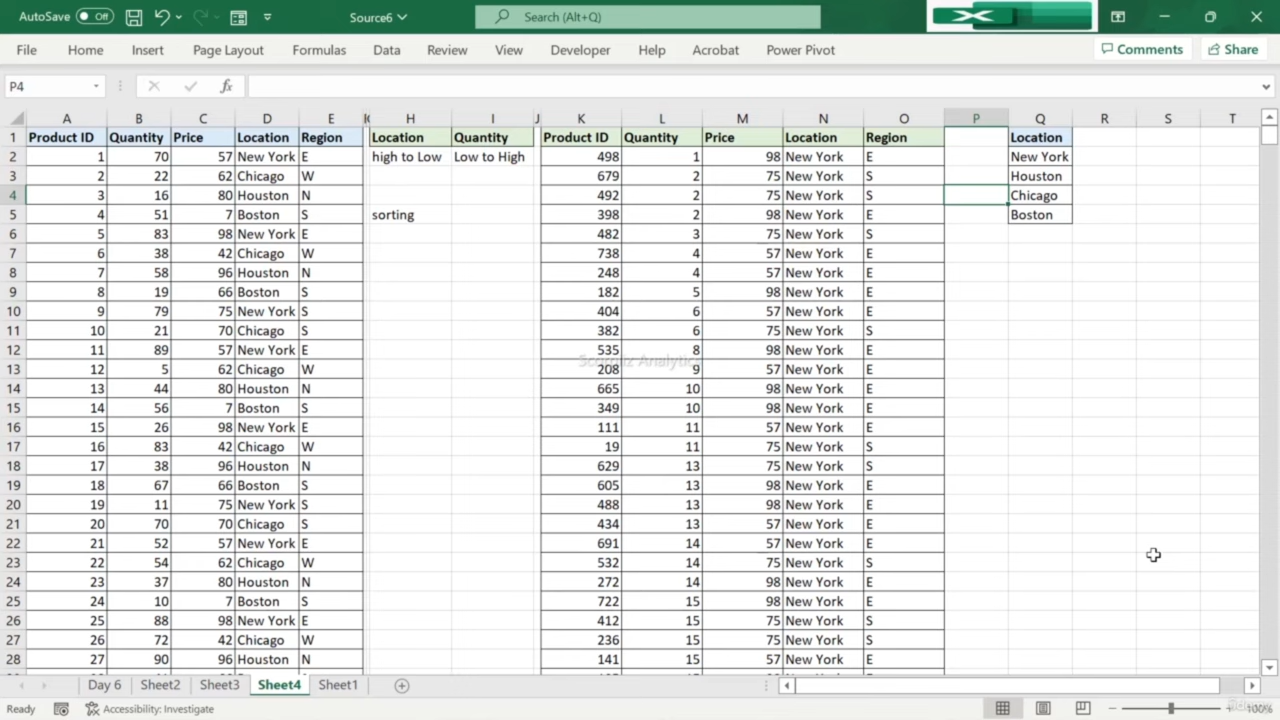 AutoSave Off Source6 Search (Alt+Q)
File Home Insert Page Layout Formulas Data Review View Developer Help Acrobat Power Pivot Comments Share
P4 fx
A B C D E H I J K L M N O P Q R S T
1 Product ID Quantity Price Location Region Location Quantity Product ID Quantity Price Location Region Location
2 1 70 57 New York E high to Low Low to High 498 1 98 New York E New York
3 2 22 62 Chicago W 679 2 75 New York S Houston
4 3 16 80 Houston N 492 2 75 New York S Chicago
5 4 51 7 Boston S sorting 398 2 98 New York E Boston
6 5 83 98 New York E 482 3 75 New York S
7 6 38 42 Chicago W 738 4 57 New York E
8 7 58 96 Houston N 248 4 57 New York E
9 8 19 66 Boston S 182 5 98 New York E
10 9 79 75 New York S 404 6 57 New York E
11 10 21 70 Chicago S 382 6 75 New York S
12 11 89 57 New York E 535 8 98 New York E
13 12 5 62 Chicago W 208 9 57 New York E
14 13 44 80 Houston N 665 10 98 New York E
15 14 56 7 Boston S 349 10 98 New York E
16 15 26 98 New York E 111 11 57 New York E
17 16 83 42 Chicago W 19 11 75 New York S
18 17 38 96 Houston N 629 13 75 New York S
19 18 67 66 Boston S 605 13 98 New York E
20 19 11 75 New York S 488 13 98 New York E
21 20 70 70 Chicago S 434 13 57 New York E
22 21 52 57 New York E 691 14 57 New York E
23 22 54 62 Chicago W 532 14 75 New York S
24 23 37 80 Houston N 272 14 98 New York E
25 24 10 7 Boston S 722 15 98 New York E
26 25 88 98 New York E 412 15 75 New York S
27 26 72 42 Chicago W 236 15 75 New York S
28 27 90 96 Houston N 141 15 57 New York E
Day 6 Sheet2 Sheet3 Sheet4 Sheet1
Ready Accessibility: Investigate 100%